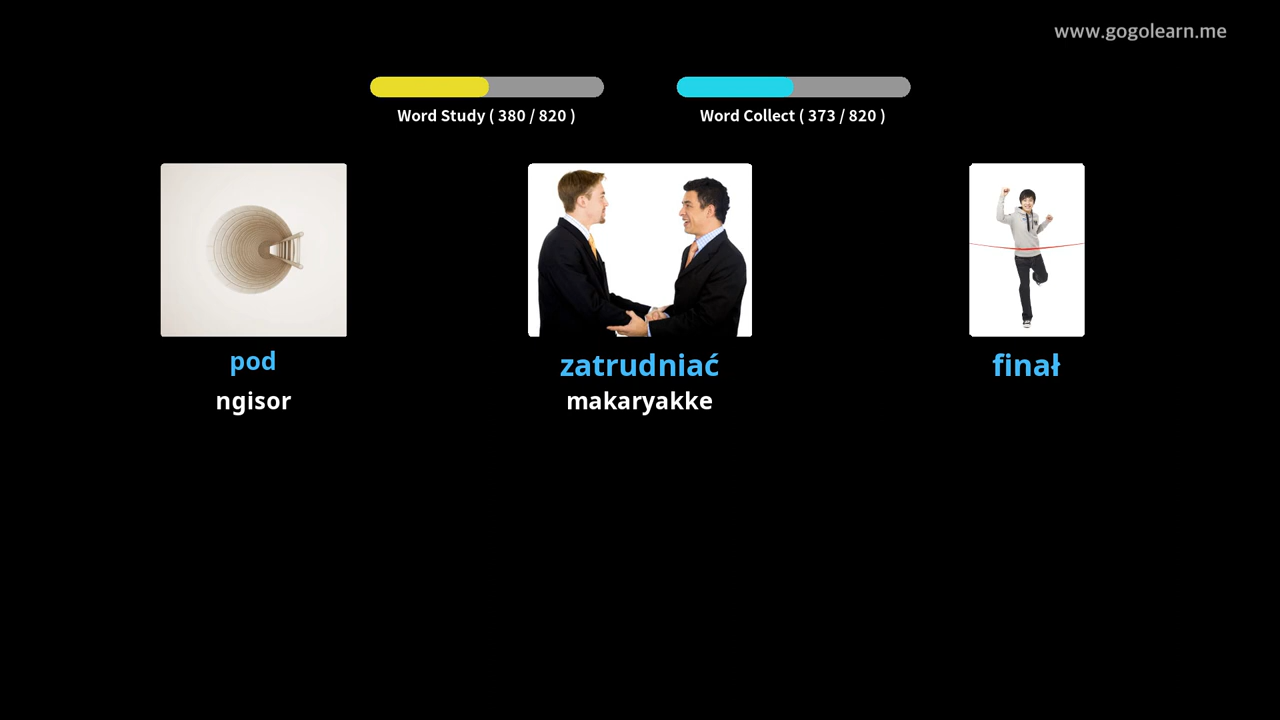 www.gogolearn.me
Word Study ( 380 / 820 )
Word Collect ( 373 / 820 )
pod
ngisor
zatrudniać
makaryakke
finał